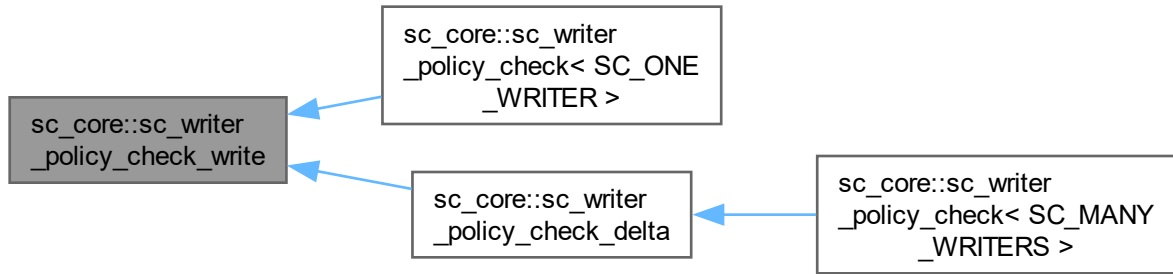 sc_core::sc_writer
_policy_check_write
sc_core::sc_writer
_policy_check< SC_ONE
_WRITER >
sc_core::sc_writer
_policy_check_delta
sc_core::sc_writer
_policy_check< SC_MANY
_WRITERS >